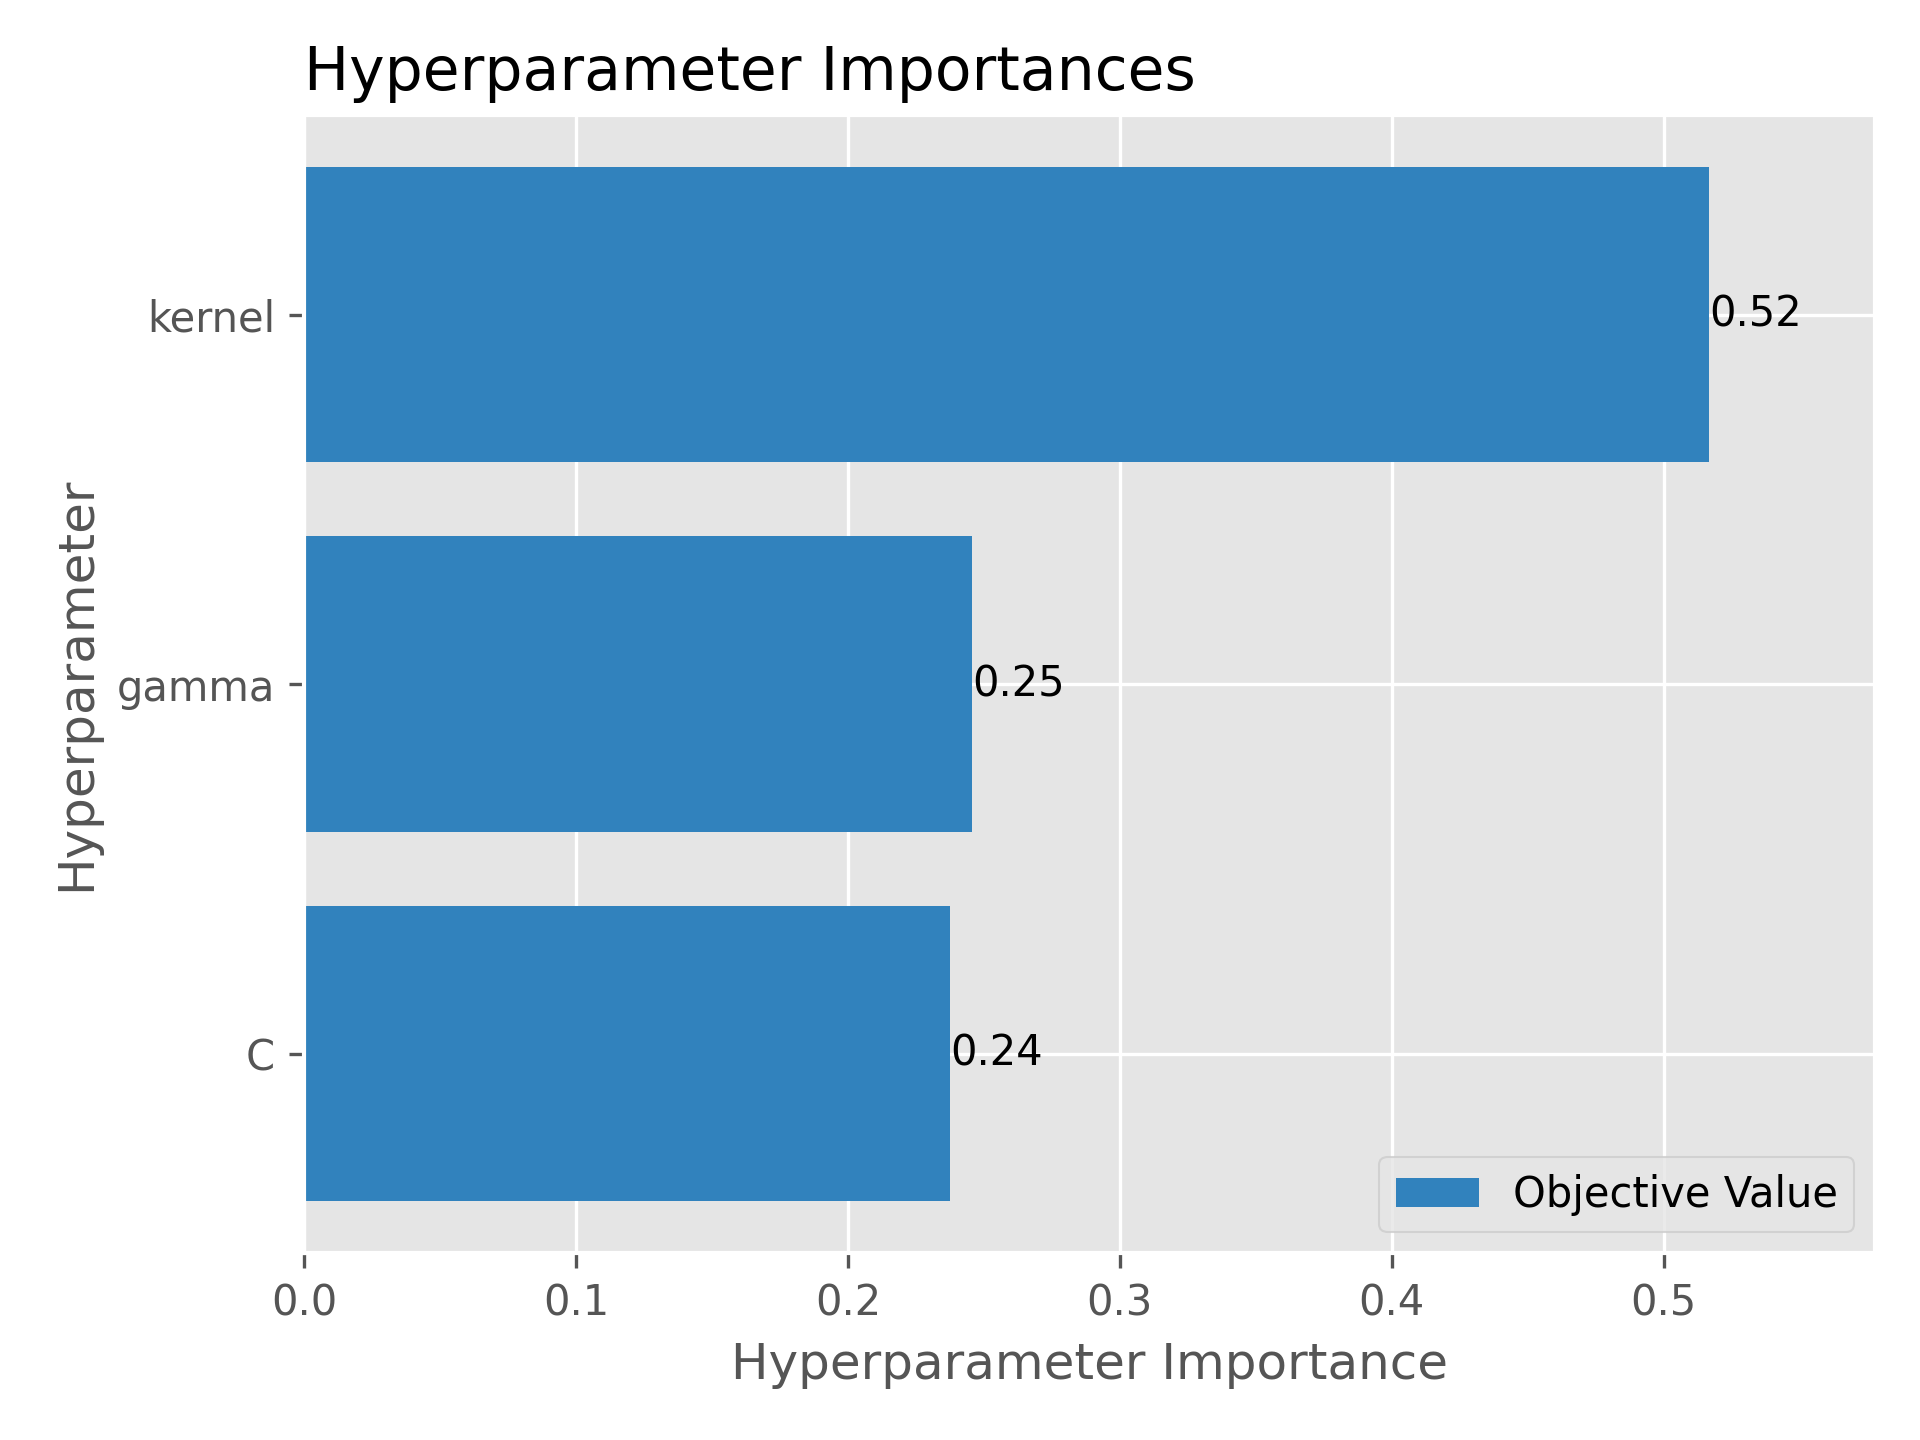 Hyperparameter Importances
kernel
0.52
Hyperparameter
gamma
0.25
C
0.24
Objective Value
0.0 0.1 0.2 0.3 0.4 0.5
Hyperparameter Importance